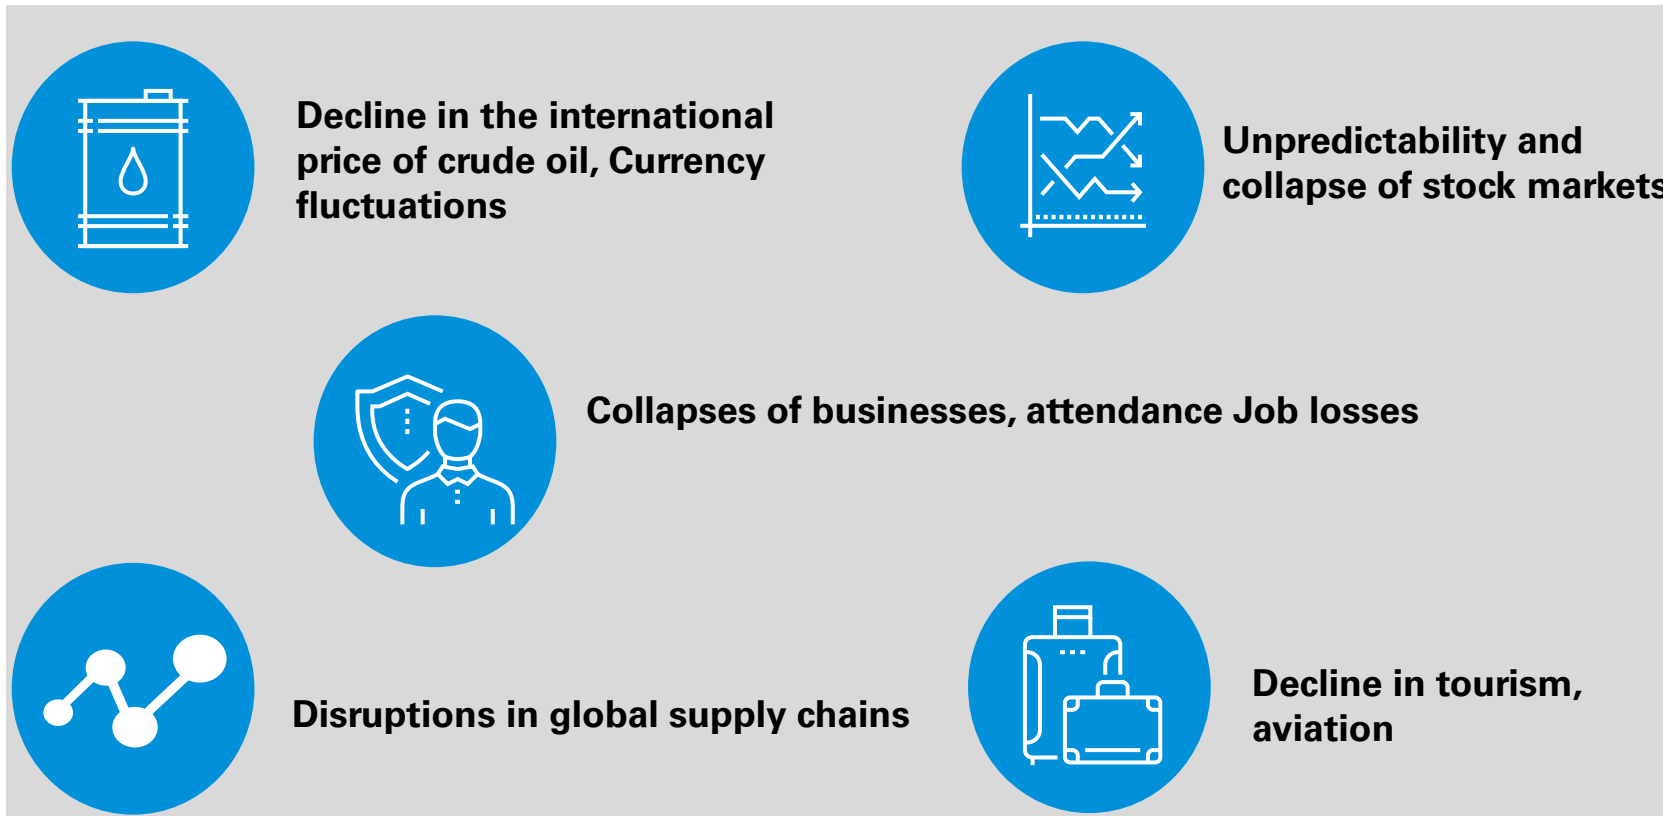 Decline in the international
price of crude oil, Currency
fluctuations
Unpredictability and
collapse of stock markets
Collapses of businesses, attendance Job losses
Disruptions in global supply chains
Decline in tourism,
aviation